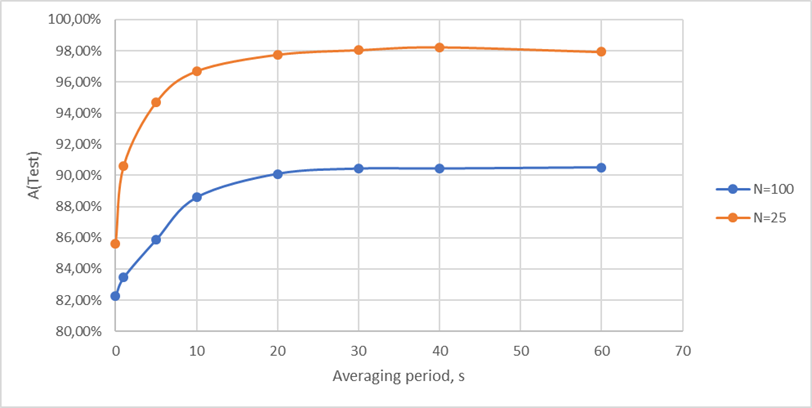 100,00%
98,00%
96,00%
94,00%
92,00%
90,00%
88,00%
86,00%
84,00%
82,00%
80,00%
A(Test)
N=100
N=25
0 10 20 30 40 50 60 70
Averaging period, s